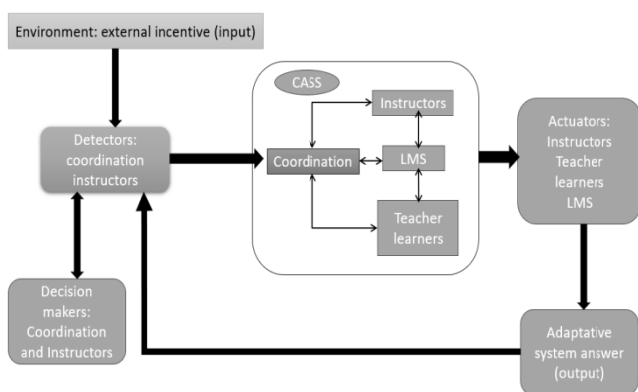 Environment: external incentive (input)
CASS
Instructors
Detectors:
coordination
instructors
Coordination
LMS
Teacher
learners
Actuators:
Instructors
Teacher
learners
LMS
Decision
makers:
Coordination
and Instructors
Adaptative
system answer
(output)